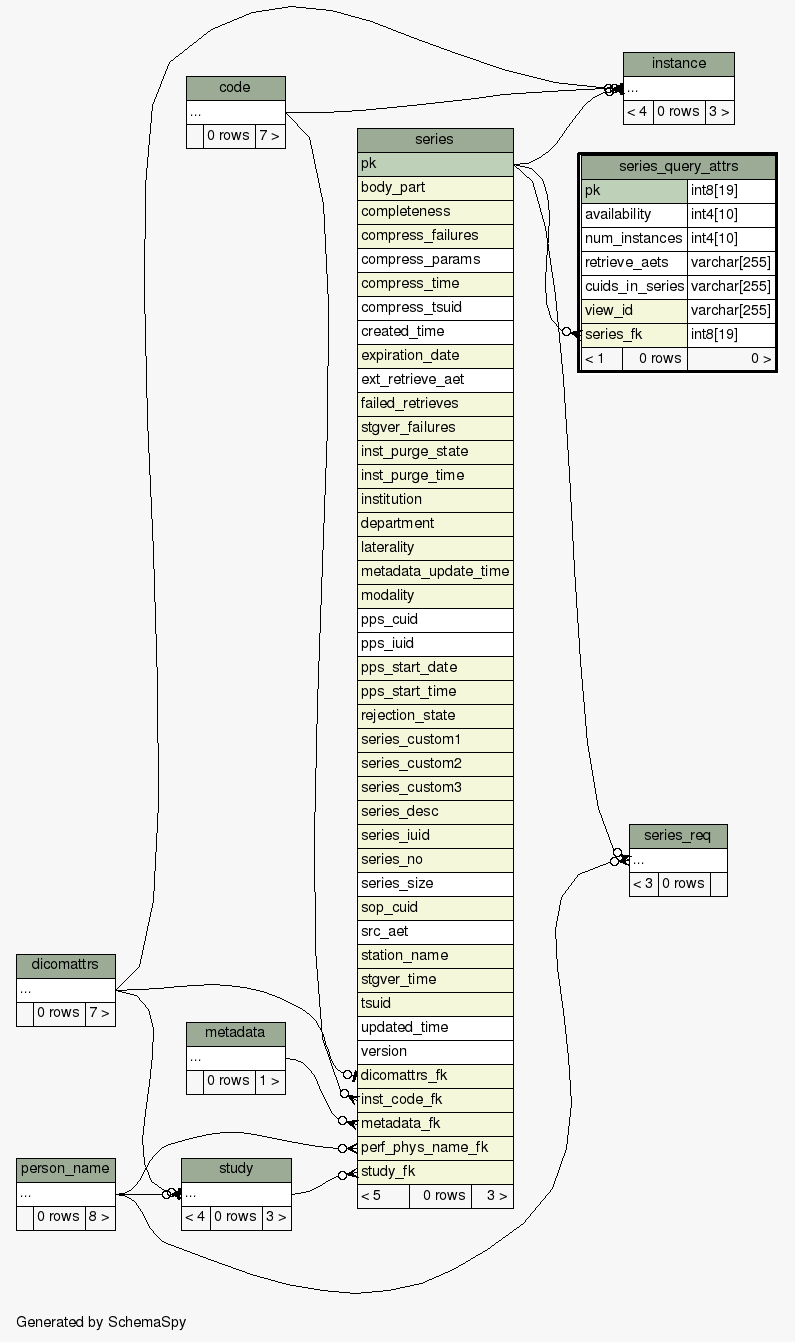 instance
...
< 4 0 rows 3 >
code
...
0 rows 7 >
series
pk
body_part
completeness
compress_failures
compress_params
compress_time
compress_tsuid
created_time
expiration_date
ext_retrieve_aet
failed_retrieves
stgver_failures
inst_purge_state
inst_purge_time
institution
department
laterality
metadata_update_time
modality
pps_cuid
pps_iuid
pps_start_date
pps_start_time
rejection_state
series_custom1
series_custom2
series_custom3
series_desc
series_iuid
series_no
series_size
sop_cuid
src_aet
station_name
stgver_time
tsuid
updated_time
version
dicomattrs_fk
inst_code_fk
metadata_fk
perf_phys_name_fk
study_fk
< 5 0 rows 3 >
series_query_attrs
pk int8[19]
availability int4[10]
num_instances int4[10]
retrieve_aets varchar[255]
cuids_in_series varchar[255]
view_id varchar[255]
series_fk int8[19]
< 1 0 rows 0 >
series_req
...
< 3 0 rows
dicomattrs
...
0 rows 7 >
metadata
...
0 rows 1 >
person_name
...
0 rows 8 >
study
...
< 4 0 rows 3 >
Generated by SchemaSpy